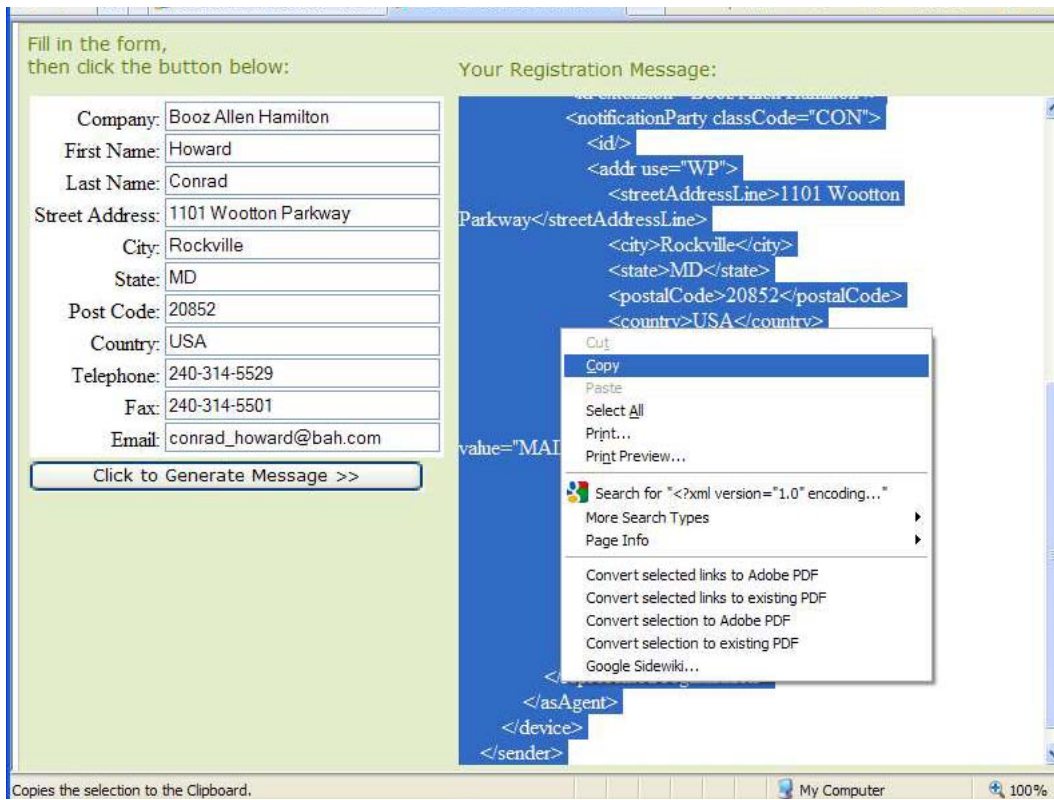 Fill in the form,
then click the button below:
Your Registration Message:
Company: Booz Allen Hamilton
First Name: Howard
Last Name: Conrad
Street Address: 1101 Wootton Parkway
City: Rockville
State: MD
Post Code: 20852
Country: USA
Telephone: 240-314-5529
Fax: 240-314-5501
Email: conrad_howard@bah.com
Click to Generate Message >>
<notificationParty classCode="CON">
<id/>
<addr use="WP">
<streetAddressLine>1101 Wootton
Parkway</streetAddressLine>
<city>Rockville</city>
<state>MD</state>
<postalCode>20852</postalCode>
<country>USA</country>
value="MAI
Cut
Copy
Paste
Select All
Print...
Print Preview...
Search for "<?xml version="1.0" encoding..."
More Search Types
Page Info
Convert selected links to Adobe PDF
Convert selected links to existing PDF
Convert selection to Adobe PDF
Convert selection to existing PDF
Google Sidewiki...
</asAgent>
</device>
</sender>
Copies the selection to the Clipboard.
My Computer
100%